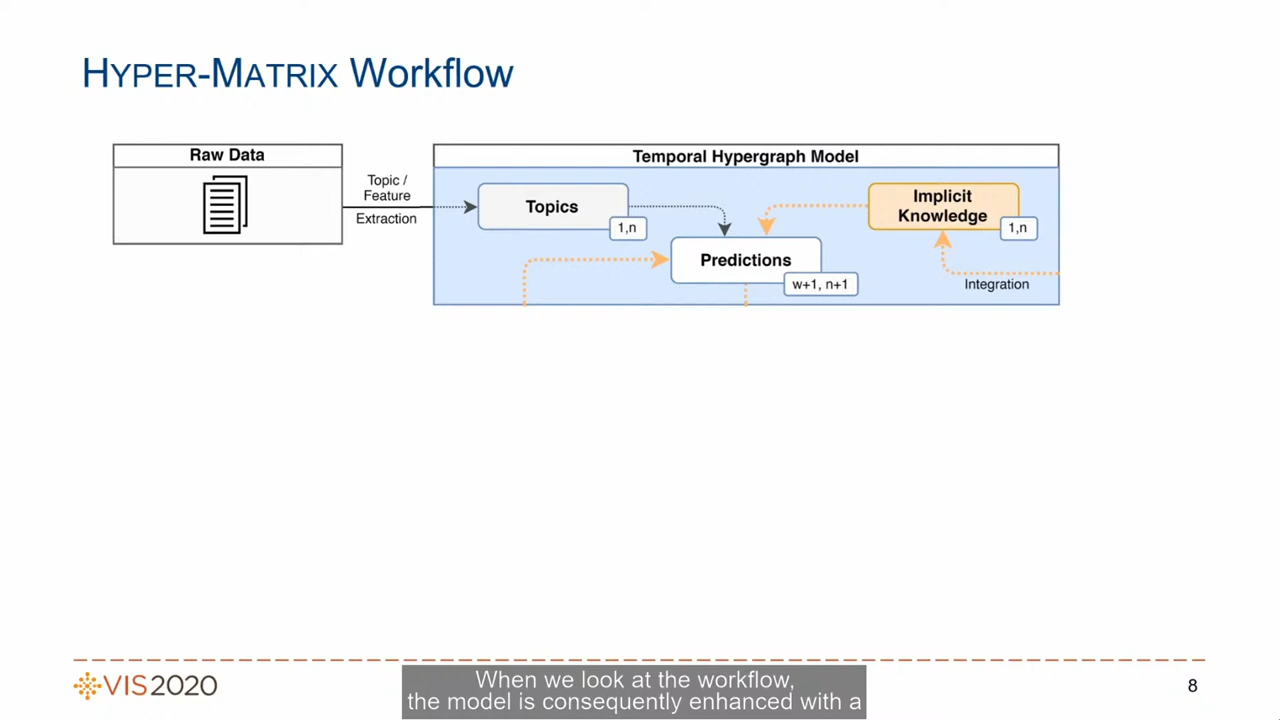 HYPER-MATRIX Workflow
Raw Data
Topic /
Feature
Extraction
Temporal Hypergraph Model
Topics
1,n
Implicit
Knowledge
1,n
Predictions
w+1, n+1
Integration
VIS2020
When we look at the workflow,
the model is consequently enhanced with a
8